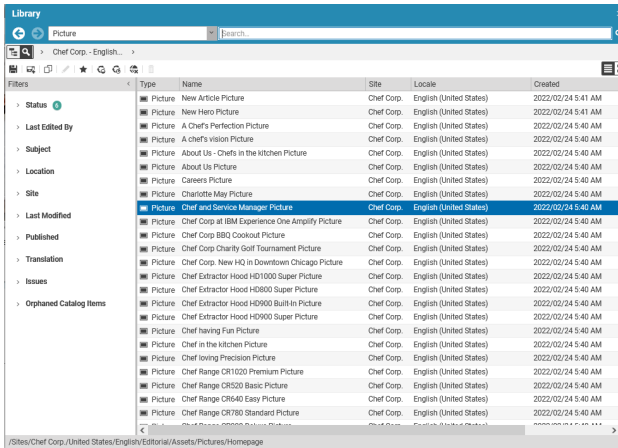 Library
Picture Search...
Chef Corp. - English...
Filters Type Name Site Locale Created
Status 6
Last Edited By
Subject
Location
Site
Last Modified
Published
Translation
Issues
Orphaned Catalog Items
Picture New Article Picture Chef Corp. English (United States) 2022/02/24 5:41 AM
Picture New Hero Picture Chef Corp. English (United States) 2022/02/24 5:41 AM
Picture A Chef's Perfection Picture Chef Corp. English (United States) 2022/02/24 5:40 AM
Picture A chef's vision Picture Chef Corp. English (United States) 2022/02/24 5:40 AM
Picture About Us - Chefs in the kitchen Picture Chef Corp. English (United States) 2022/02/24 5:40 AM
Picture About Us Picture Chef Corp. English (United States) 2022/02/24 5:40 AM
Picture Careers Picture Chef Corp. English (United States) 2022/02/24 5:40 AM
Picture Charlotte May Picture Chef Corp. English (United States) 2022/02/24 5:40 AM
Picture Chef and Service Manager Picture Chef Corp. English (United States) 2022/02/24 5:40 AM
Picture Chef Corp at IBM Experience One Amplify Picture Chef Corp. English (United States) 2022/02/24 5:40 AM
Picture Chef Corp BBQ Cookout Picture Chef Corp. English (United States) 2022/02/24 5:40 AM
Picture Chef Corp Charity Golf Tournament Picture Chef Corp. English (United States) 2022/02/24 5:40 AM
Picture Chef Corp. New HQ in Downtown Chicago Picture Chef Corp. English (United States) 2022/02/24 5:40 AM
Picture Chef Extractor Hood HD1000 Super Picture Chef Corp. English (United States) 2022/02/24 5:40 AM
Picture Chef Extractor Hood HD800 Super Picture Chef Corp. English (United States) 2022/02/24 5:40 AM
Picture Chef Extractor Hood HD900 Built-In Picture Chef Corp. English (United States) 2022/02/24 5:40 AM
Picture Chef Extractor Hood HD900 Super Picture Chef Corp. English (United States) 2022/02/24 5:40 AM
Picture Chef having Fun Picture Chef Corp. English (United States) 2022/02/24 5:40 AM
Picture Chef in the kitchen Picture Chef Corp. English (United States) 2022/02/24 5:40 AM
Picture Chef loving Precision Picture Chef Corp. English (United States) 2022/02/24 5:40 AM
Picture Chef Range CR1020 Premium Picture Chef Corp. English (United States) 2022/02/24 5:40 AM
Picture Chef Range CR520 Basic Picture Chef Corp. English (United States) 2022/02/24 5:40 AM
Picture Chef Range CR640 Easy Picture Chef Corp. English (United States) 2022/02/24 5:40 AM
Picture Chef Range CR780 Standard Picture Chef Corp. English (United States) 2022/02/24 5:40 AM
/Sites/Chef Corp./United States/English/Editorial/Assets/Pictures/Homepage